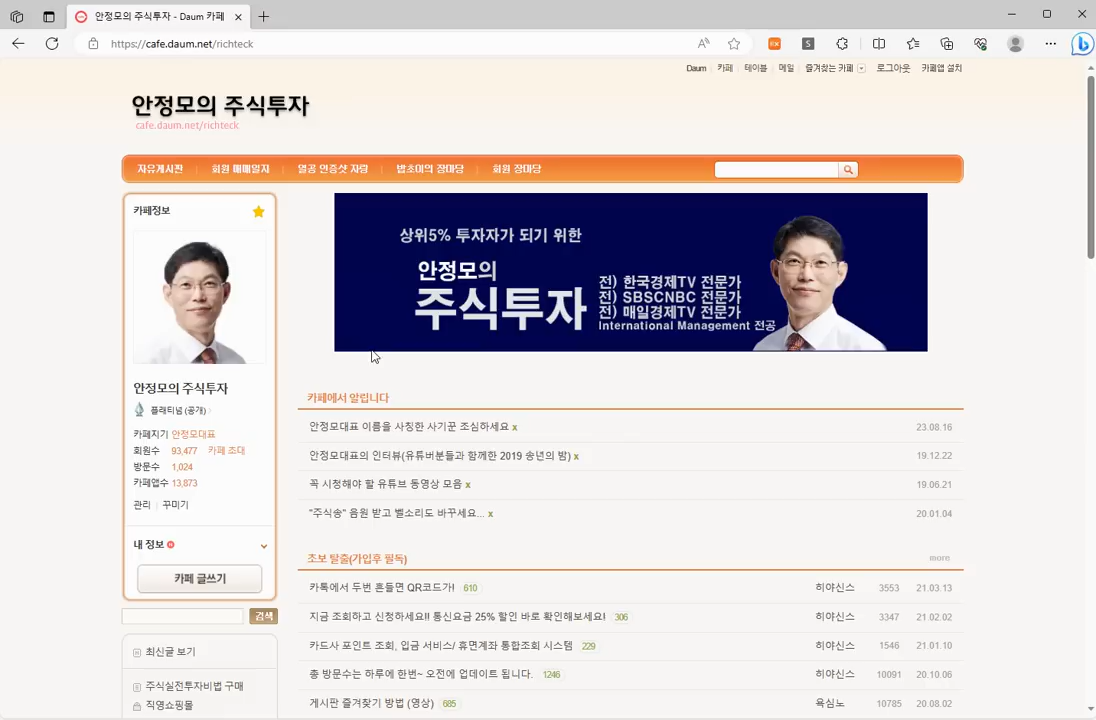 안정모의 주식투자 - Daum 카페
https://cafe.daum.net/richteck
Daum 카페 테이블 메일 즐겨찾는 카페 로그아웃 카페앱 설치
안정모의 주식투자
cafe.daum.net/richteck
자유게시판 회원 매매일지 열공 인증샷 자랑 밥초이의 장마당 회원 장마당
카페정보
상위5% 투자자가 되기 위한
안정모의
주식투자
전) 한국경제TV 전문가
전) SBSCNBC 전문가
전) 매일경제TV 전문가
International Management 전공
안정모의 주식투자
플래티넘 (공개)
카페지기 안정모대표
회원수 93,477 카페 초대
방문수 1,024
카페앱수 13,873
관리 꾸미기
내 정보
카페 글쓰기
검색
최신글 보기
주식실전투자비법 구매
직영쇼핑몰
카페에서 알립니다
안정모대표 이름을 사칭한 사기꾼 조심하세요 x 23.08.16
안정모대표의 인터뷰(유튜버분들과 함께한 2019 송년의 밤) x 19.12.22
꼭 시청해야 할 유튜브 동영상 모음 x 19.06.21
"주식송" 음원 받고 벨소리도 바꾸세요... x 20.01.04
초보 탈출(가입후 필독) more
카톡에서 두번 흔들면 QR코드가! 610 히야신스 3553 21.03.13
지금 조회하고 신청하세요!! 통신요금 25% 할인 바로 확인해보세요! 306 히야신스 3347 21.02.02
카드사 포인트 조회, 입금 서비스/ 휴면계좌 통합조회 시스템 229 히야신스 1546 21.01.10
총 방문수는 하루에 한번~ 오전에 업데이트 됩니다. 1246 히야신스 10091 20.10.06
게시판 즐겨찾기 방법 (영상) 685 욕심노 10785 20.08.02